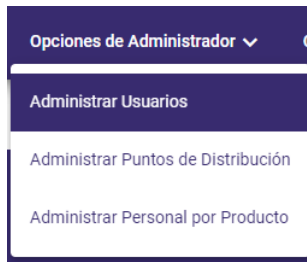 Opciones de Administrador
Administrar Usuarios
Administrar Puntos de Distribución
Administrar Personal por Producto